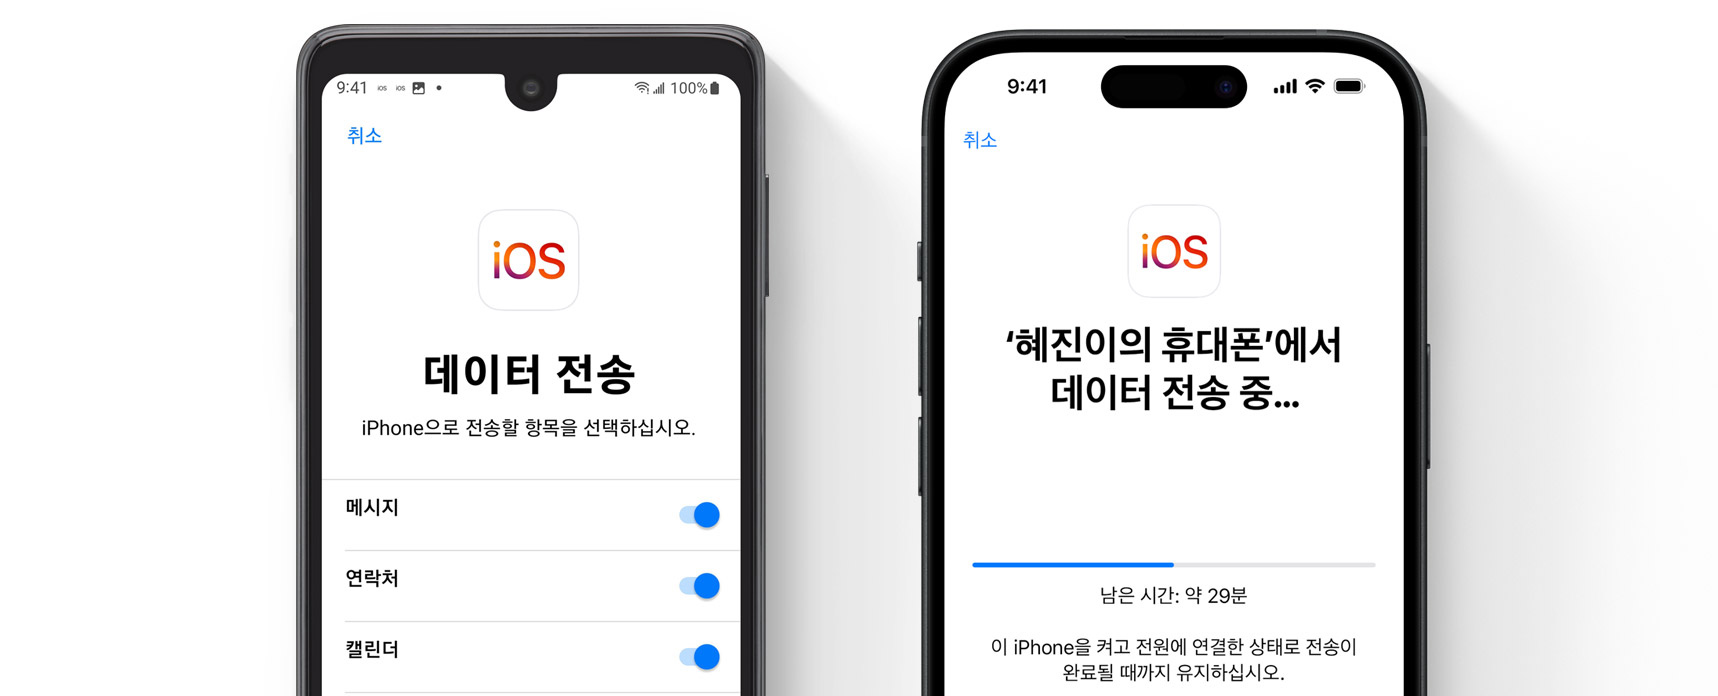 9:41 iOS iOS 100%
취소
iOS
데이터 전송
iPhone으로 전송할 항목을 선택하십시오.
메시지
연락처
캘린더
9:41
취소
iOS
‘혜진이의 휴대폰’에서
데이터 전송 중...
남은 시간: 약 29분
이 iPhone을 켜고 전원에 연결한 상태로 전송이
완료될 때까지 유지하십시오.